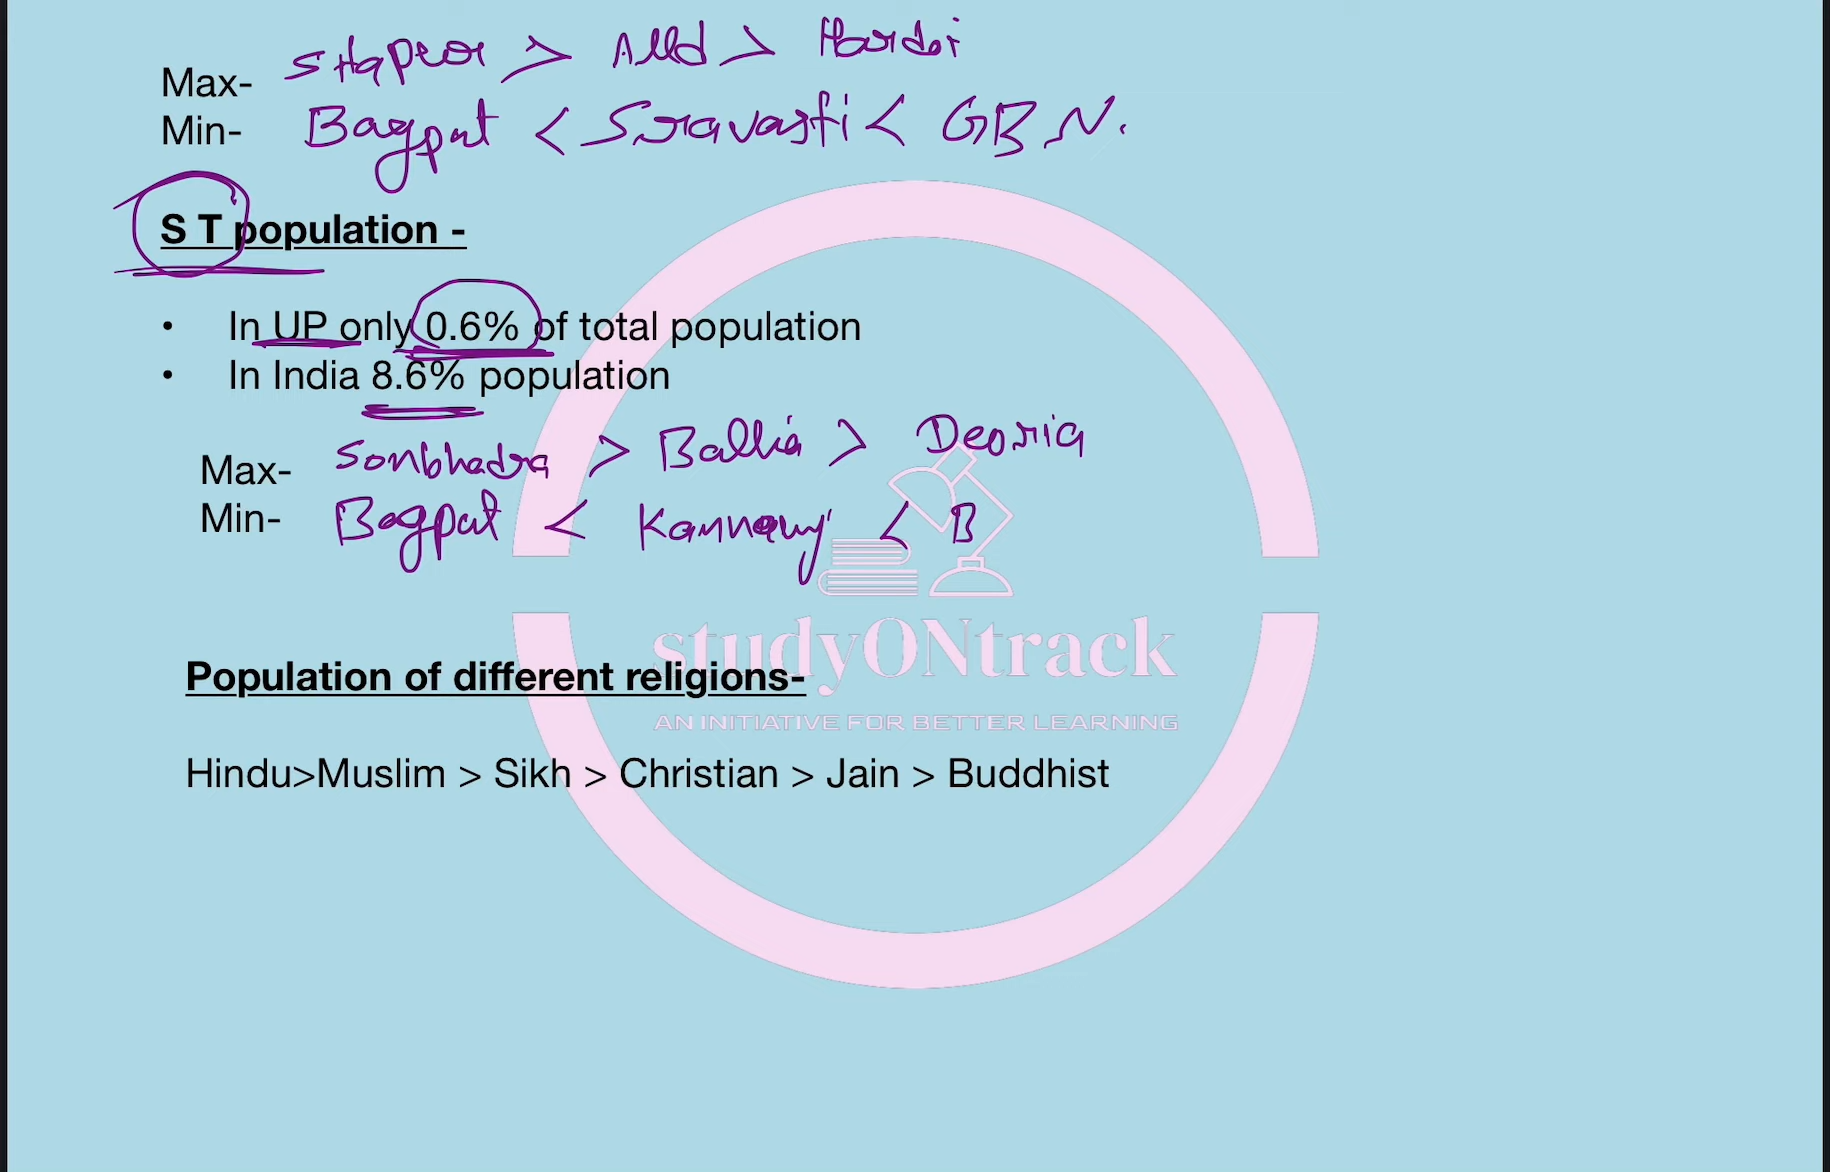 Max- Sitapur > Alld > Hardoi
Min- Bagpat < Sravasti < GBN.
S T population -
• In UP only 0.6% of total population
• In India 8.6% population
Max- Sonbhadra > Ballia > Deoria
Min- Bagpat < Kannauj < B
studyONtrack
Population of different religions-
AN INITIATIVE FOR BETTER LEARNING
Hindu>Muslim > Sikh > Christian > Jain > Buddhist